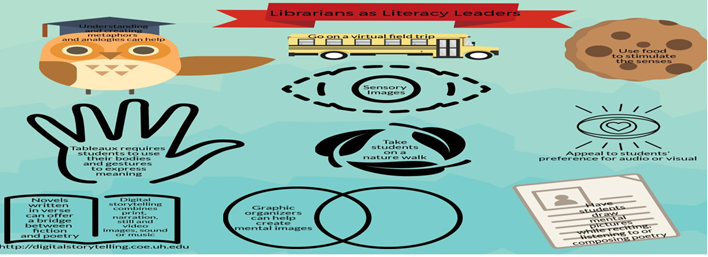 Librarians as Literacy Leaders
Understanding
and creating
metaphors
and analogies can help
Go on a virtual field trip
Use food
to stimulate
the senses
Sensory
Images
Tableaux requires
students to use
their bodies
and gestures
to express
meaning
Take
students
on a
nature walk
Appeal to students'
preference for audio or visual
Novels
written
in verse
can offer
a bridge
between
fiction
and poetry
Digital
storytelling
combines
print,
narration,
still and
video
images, sound
or music
http://digitalstorytelling.coe.uh.edu
Graphic
organizers
can help
create
mental images
Have
students
draw
mental
pictures
while reciting,
listening to or
composing poetry